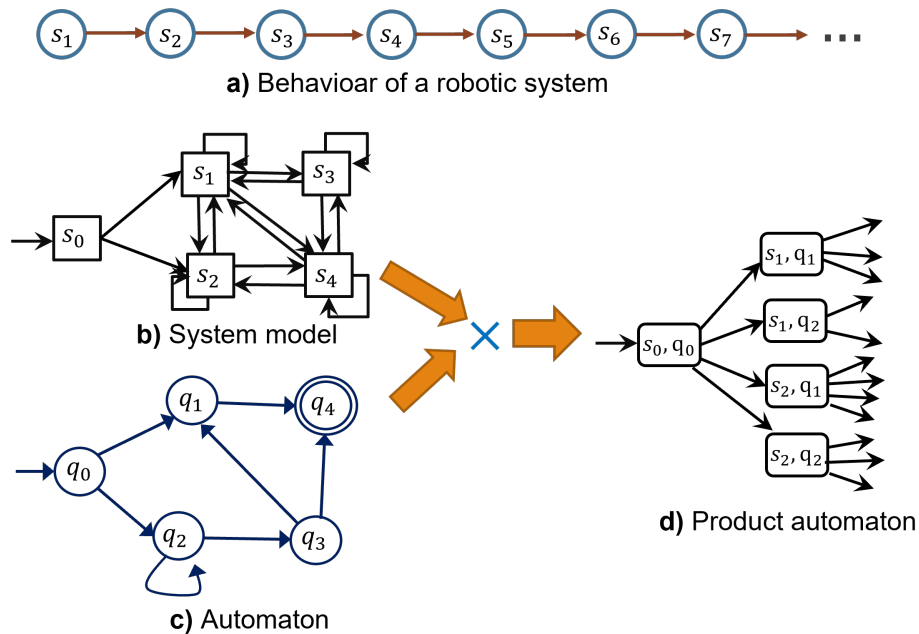 s₁ s₂ s₃ s₄ s₅ s₆ s₇ ...
a) Behavioar of a robotic system
s₀
s₁
s₃
s₂
s₄
b) System model
q₀
q₁
q₄
q₂
q₃
c) Automaton
×
s₀, q₀
s₁, q₁
s₁, q₂
s₂, q₁
s₂, q₂
d) Product automaton